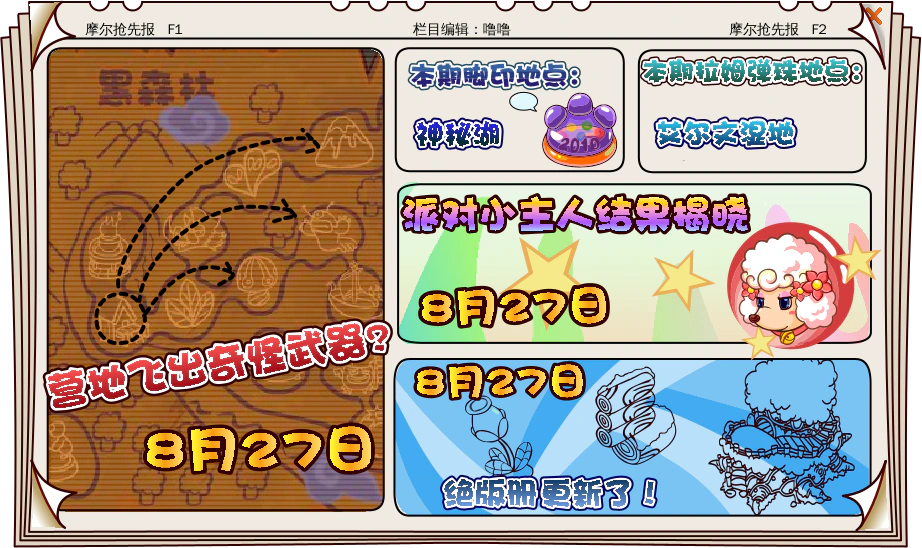 摩尔抢先报 F1
栏目编辑：噜噜
摩尔抢先报 F2
黑森林
营地飞出奇怪武器？
8月27日
本期脚印地点：
神秘湖
2010
本期拉姆弹珠地点：
艾尔文湿地
派对小主人结果揭晓
8月27日
8月27日
绝版册更新了！